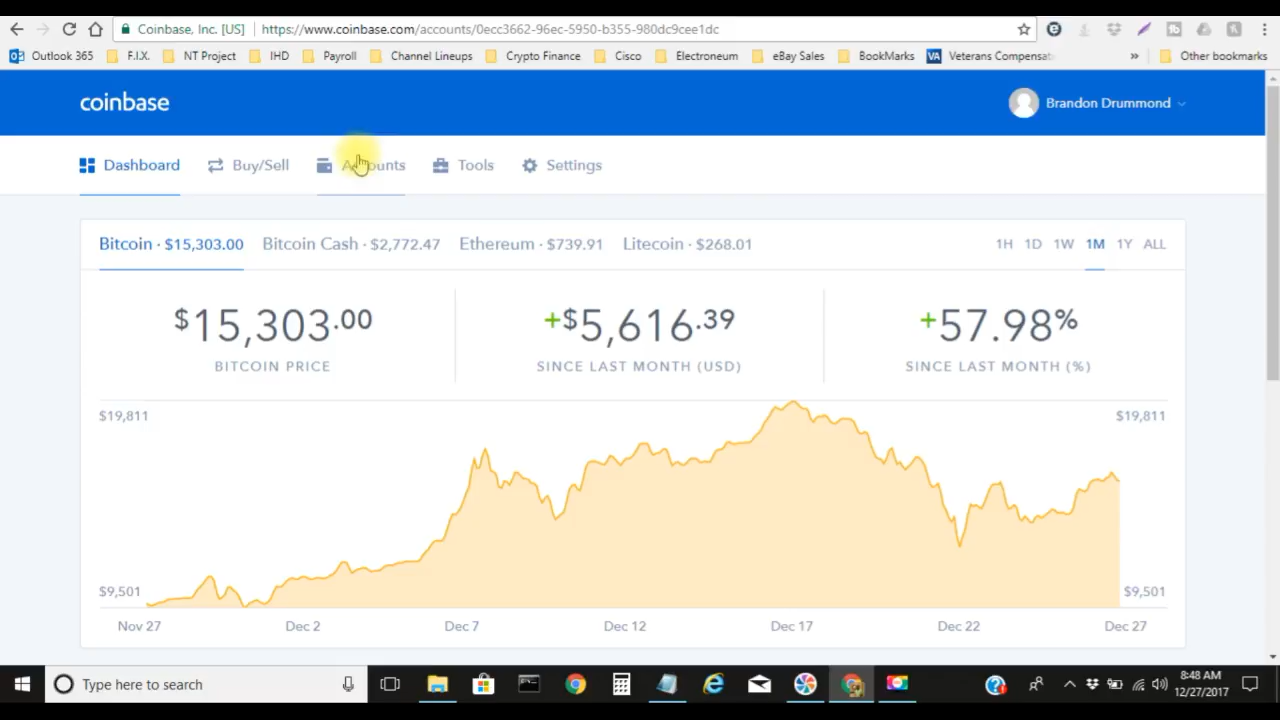 Coinbase, Inc. [US] https://www.coinbase.com/accounts/0ecc3662-96ec-5950-b355-980dc9cee1dc
Outlook 365 F.I.X. NT Project IHD Payroll Channel Lineups Crypto Finance Cisco Electroneum eBay Sales BookMarks VA Veterans Compensat » Other bookmarks
coinbase
Brandon Drummond
Dashboard Buy/Sell Accounts Tools Settings
Bitcoin · $15,303.00 Bitcoin Cash · $2,772.47 Ethereum · $739.91 Litecoin · $268.01 1H 1D 1W 1M 1Y ALL
$15,303.00 +$5,616.39 +57.98%
BITCOIN PRICE SINCE LAST MONTH (USD) SINCE LAST MONTH (%)
$19,811 $19,811
$9,501 $9,501
Nov 27 Dec 2 Dec 7 Dec 12 Dec 17 Dec 22 Dec 27
Type here to search
8:48 AM
12/27/2017